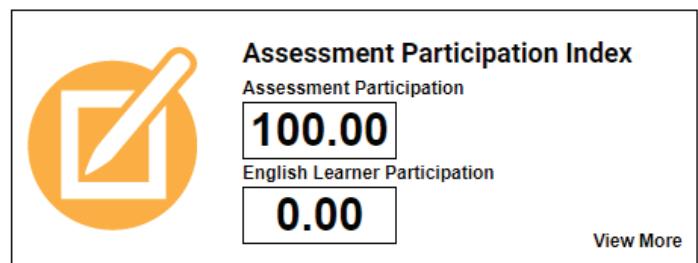 Assessment Participation Index
Assessment Participation
100.00
English Learner Participation
0.00
View More